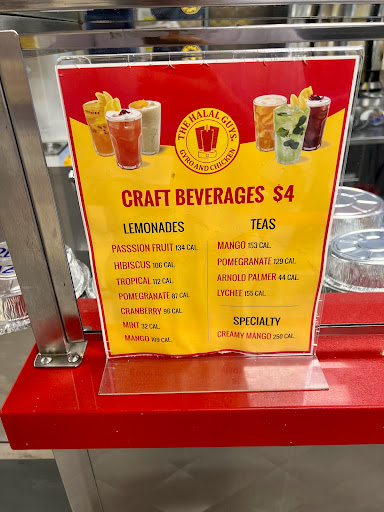 THE HALAL GUYS
GYRO AND CHICKEN
CRAFT BEVERAGES $4
LEMONADES
PASSSION FRUIT 134 CAL.
HIBISCUS 106 CAL.
TROPICAL 112 CAL.
POMEGRANATE 87 CAL.
CRANBERRY 96 CAL.
MINT 32 CAL.
MANGO 109 CAL.
TEAS
MANGO 153 CAL.
POMEGRANATE 129 CAL.
ARNOLD PALMER 44 CAL.
LYCHEE 155 CAL.
SPECIALTY
CREAMY MANGO 250 CAL.